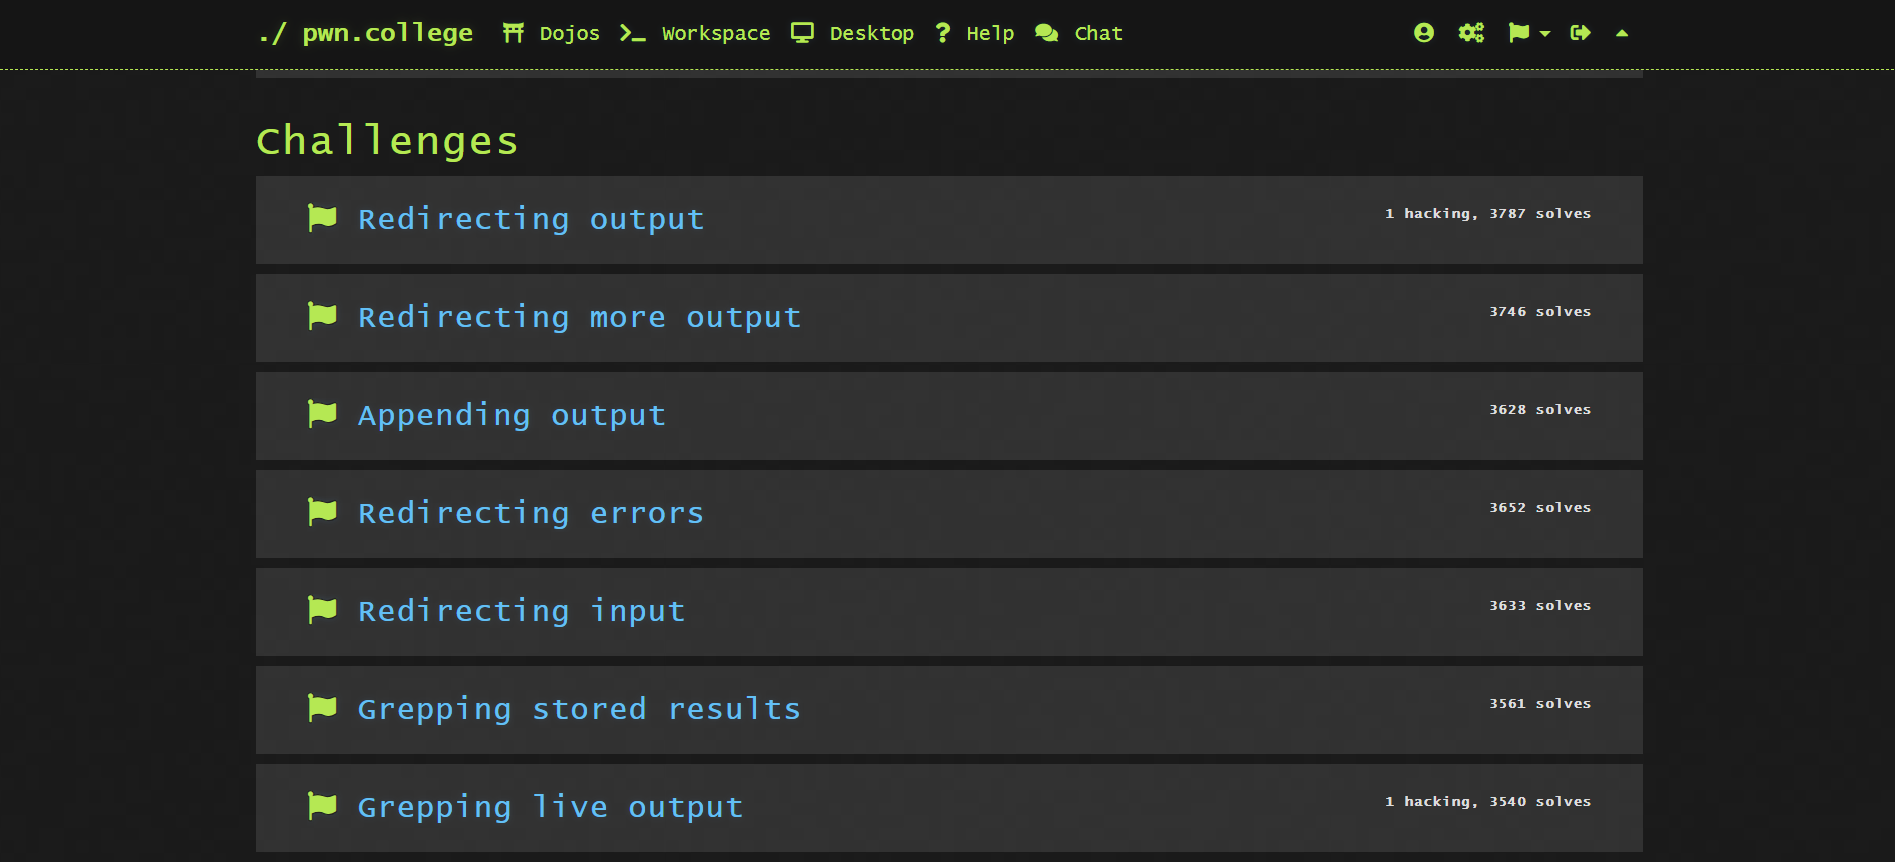 ./ pwn.college Dojos Workspace Desktop Help Chat
Challenges
Redirecting output 1 hacking, 3787 solves
Redirecting more output 3746 solves
Appending output 3628 solves
Redirecting errors 3652 solves
Redirecting input 3633 solves
Grepping stored results 3561 solves
Grepping live output 1 hacking, 3540 solves